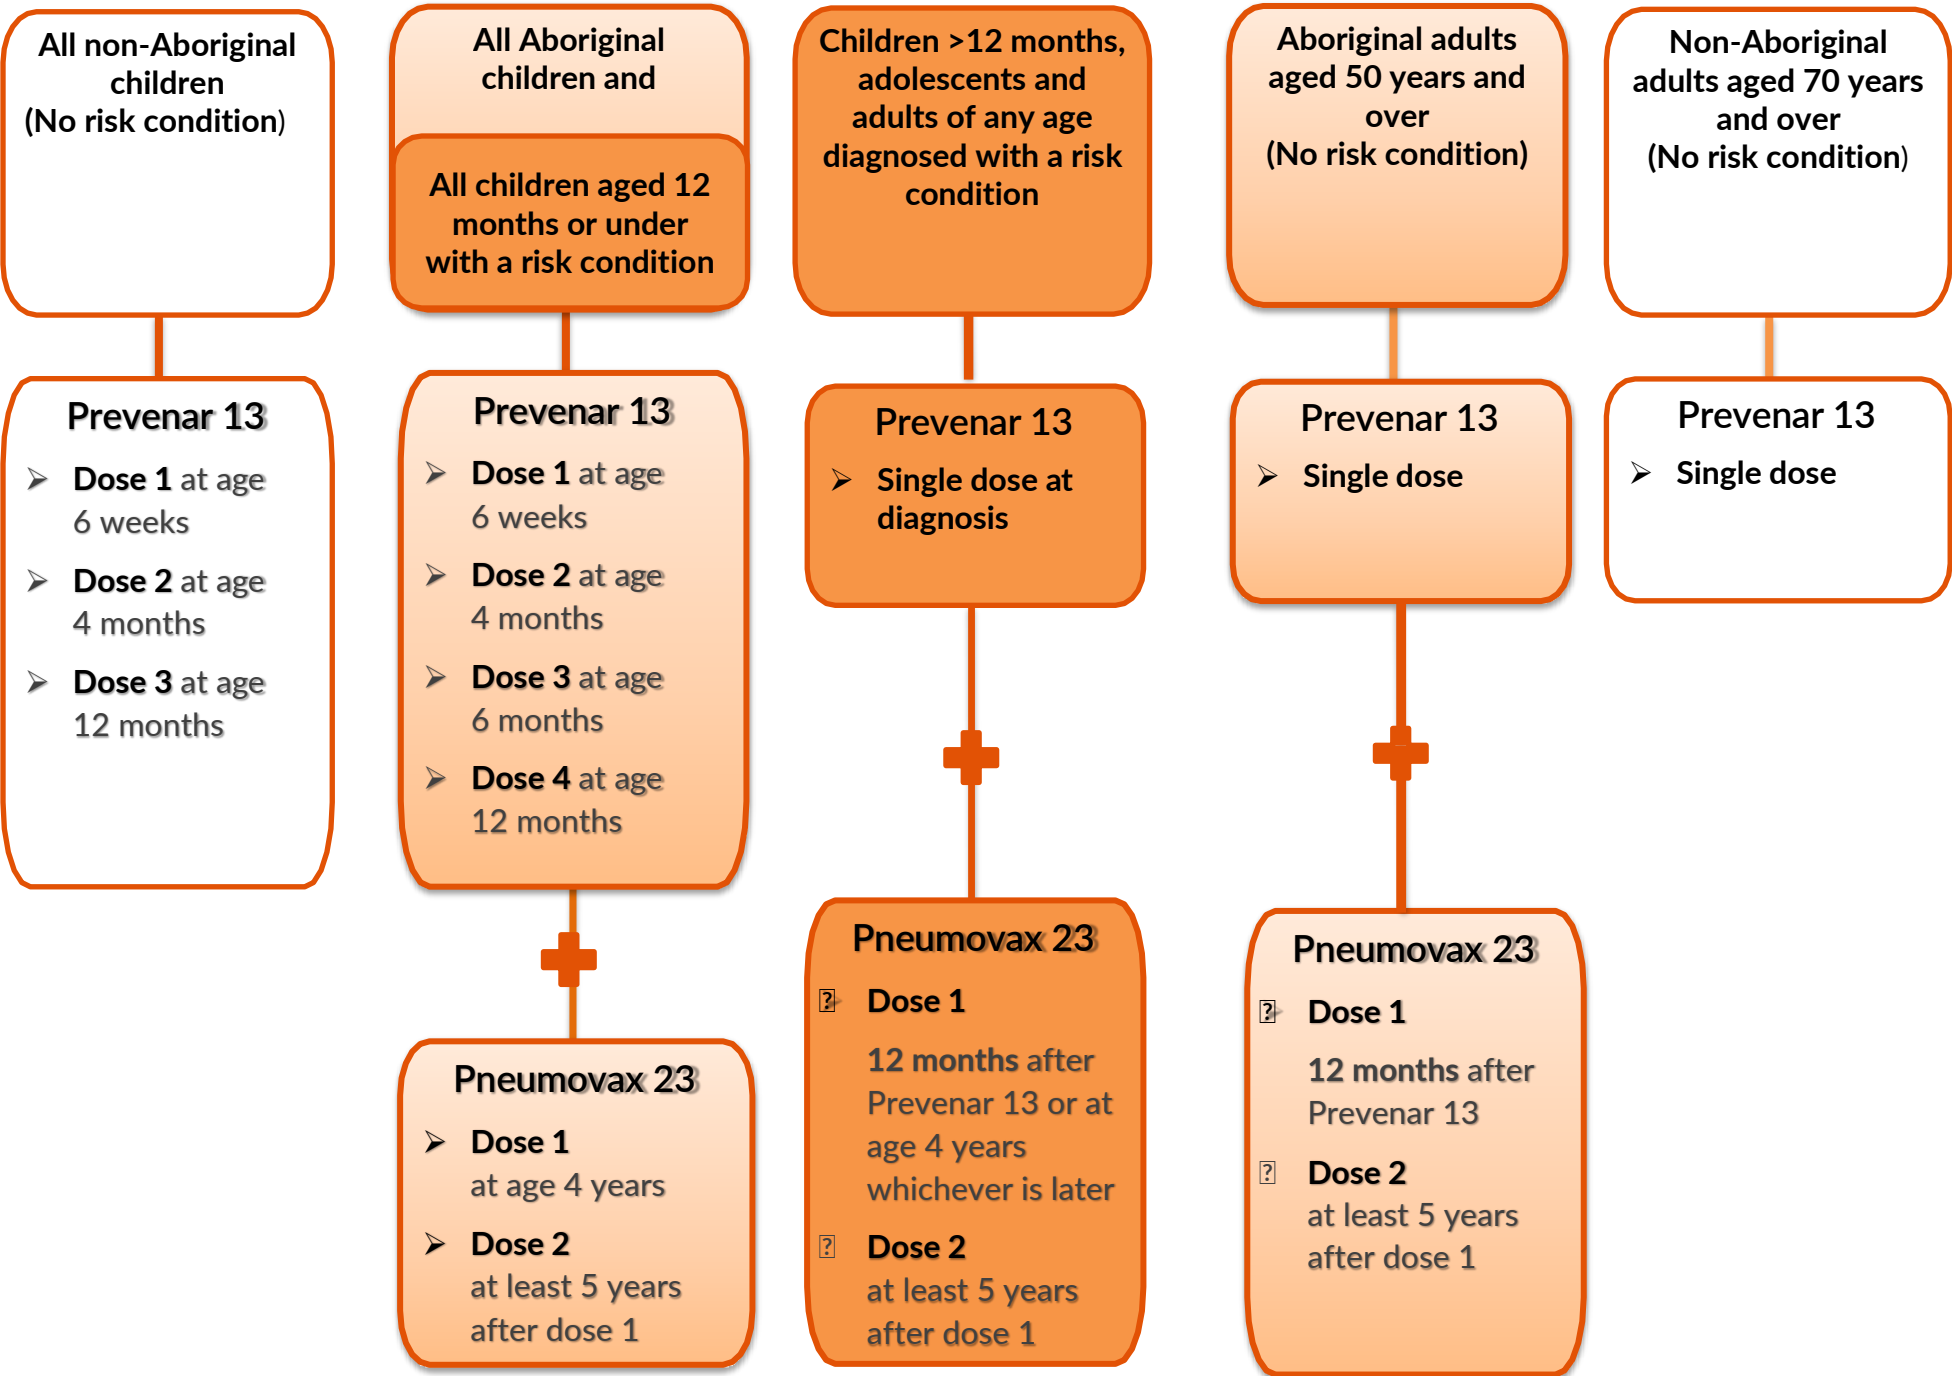 All non-Aboriginal
children
(No risk condition)
Prevenar 13
➢ Dose 1 at age
6 weeks
➢ Dose 2 at age
4 months
➢ Dose 3 at age
12 months
All Aboriginal
children and
All children aged 12
months or under
with a risk condition
Prevenar 13
➢ Dose 1 at age
6 weeks
➢ Dose 2 at age
4 months
➢ Dose 3 at age
6 months
➢ Dose 4 at age
12 months
Pneumovax 23
➢ Dose 1
at age 4 years
➢ Dose 2
at least 5 years
after dose 1
Children >12 months,
adolescents and
adults of any age
diagnosed with a risk
condition
Prevenar 13
➢ Single dose at
diagnosis
Pneumovax 23
Dose 1
12 months after
Prevenar 13 or at
age 4 years
whichever is later
Dose 2
at least 5 years
after dose 1
Aboriginal adults
aged 50 years and
over
(No risk condition)
Prevenar 13
➢ Single dose
Pneumovax 23
Dose 1
12 months after
Prevenar 13
Dose 2
at least 5 years
after dose 1
Non-Aboriginal
adults aged 70 years
and over
(No risk condition)
Prevenar 13
➢ Single dose